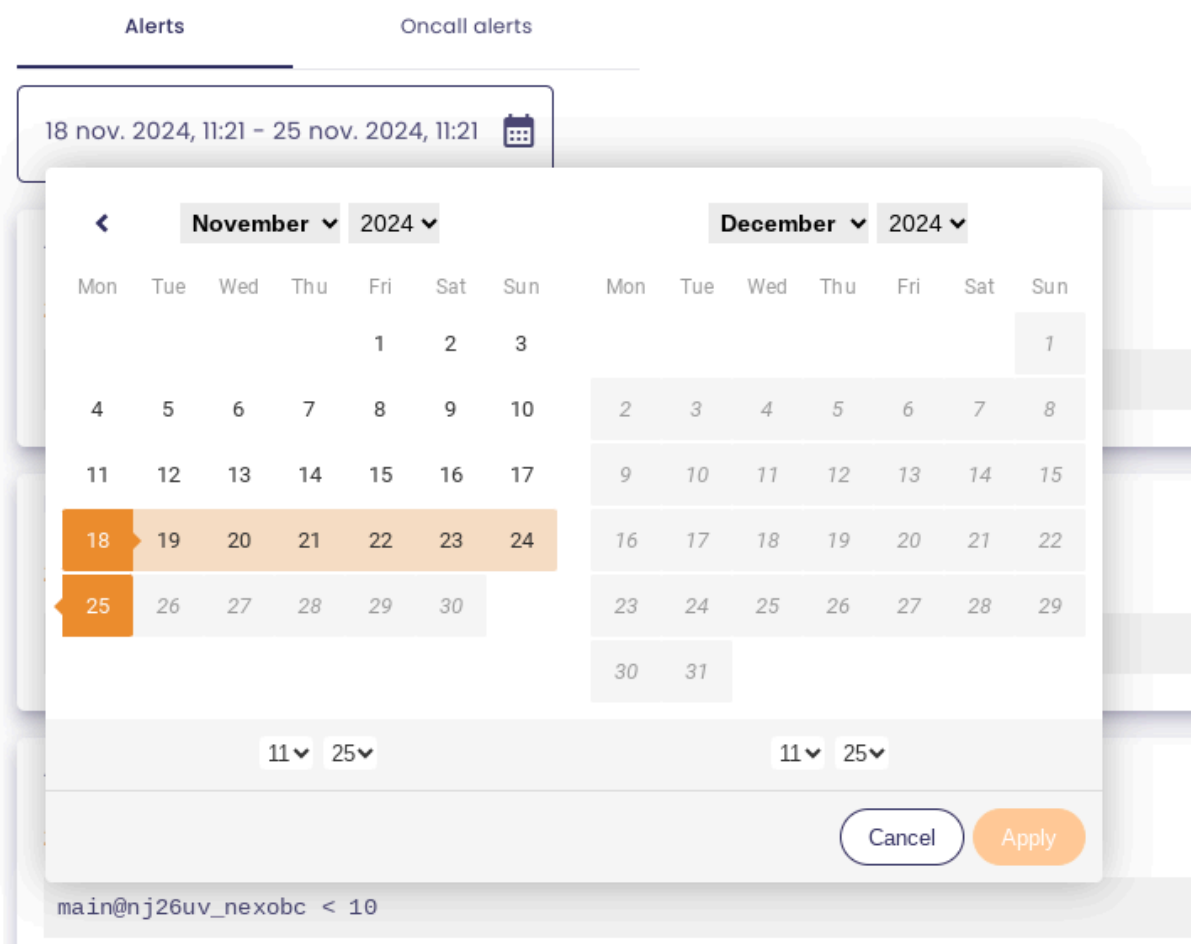 Alerts Oncall alerts
18 nov. 2024, 11:21 - 25 nov. 2024, 11:21
November 2024 December 2024
Mon Tue Wed Thu Fri Sat Sun Mon Tue Wed Thu Fri Sat Sun
1 2 3 1
4 5 6 7 8 9 10 2 3 4 5 6 7 8
11 12 13 14 15 16 17 9 10 11 12 13 14 15
18 19 20 21 22 23 24 16 17 18 19 20 21 22
25 26 27 28 29 30 23 24 25 26 27 28 29
30 31
11 25 11 25
Cancel Apply
main@nj26uv_nexobc < 10